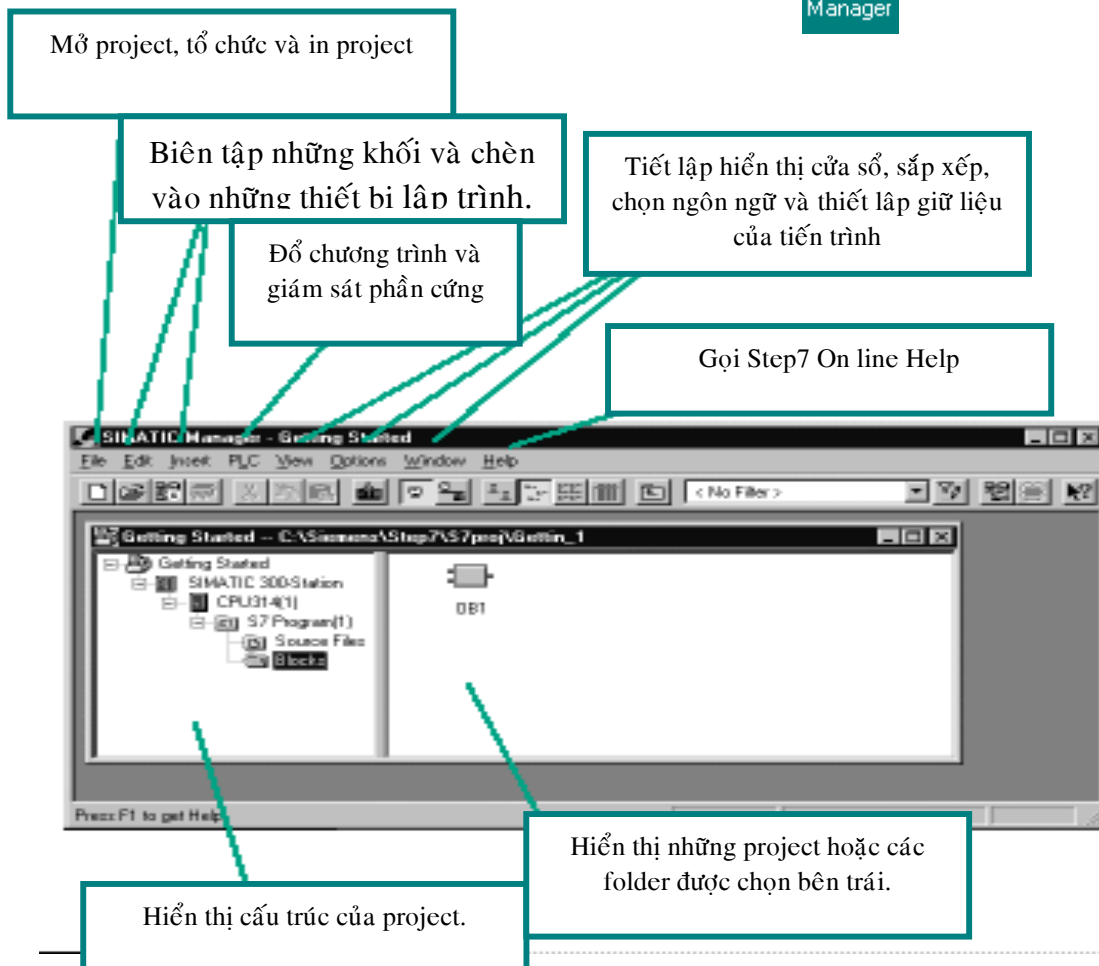 Manager
Mở project, tổ chức và in project
Biên tập những khối và chèn
vào những thiết bi lâp trình.
Tiết lập hiển thị cửa sổ, sắp xếp,
chọn ngôn ngữ và thiết lâp giữ liệu
của tiến trình
Đổ chương trình và
giám sát phần cứng
Gọi Step7 On line Help
SIMATIC Manager - Getting Started
File Edit Insert PLC View Options Window Help
< No Filter >
Getting Started -- C:\Siemens\Step7\S7proj\Gettin_1
Getting Started
SIMATIC 300-Station
CPU314(1)
S7 Program(1)
Source Files
Blocks
OB1
Press F1 to get Help
Hiển thị những project hoặc các
folder được chọn bên trái.
Hiển thị cấu trúc của project.